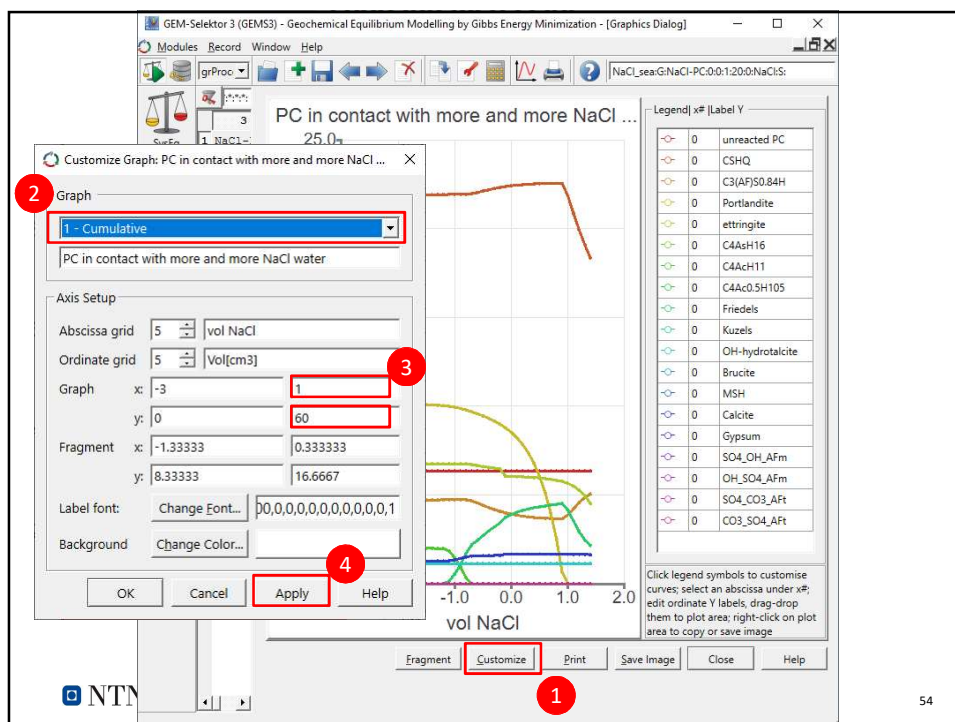 GEM-Selektor 3 (GEMS3) - Geochemical Equilibrium Modelling by Gibbs Energy Minimization - [Graphics Dialog]
Modules Record Window Help
grProc
NaCl_sea:G:NaCl-PC:0:0:1:20:0:NaCl:S:
3
1 NaCl-
PC in contact with more and more NaCl ...
25.0
-1.0 0.0 1.0 2.0
vol NaCl
Legend| x# |Label Y
0 unreacted PC
0 CSHQ
0 C3(AF)S0.84H
0 Portlandite
0 ettringite
0 C4AsH16
0 C4AcH11
0 C4Ac0.5H105
0 Friedels
0 Kuzels
0 OH-hydrotalcite
0 Brucite
0 MSH
0 Calcite
0 Gypsum
0 SO4_OH_AFm
0 OH_SO4_AFm
0 SO4_CO3_AFt
0 CO3_SO4_AFt
Click legend symbols to customise
curves; select an abscissa under x#;
edit ordinate Y labels, drag-drop
them to plot area; right-click on plot
area to copy or save image
Fragment Customize Print Save Image Close Help
1
Customize Graph: PC in contact with more and more NaCl ...
2
Graph
1 - Cumulative
PC in contact with more and more NaCl water
Axis Setup
Abscissa grid 5 vol NaCl
Ordinate grid 5 Vol[cm3]
3
Graph x: -3 1
y: 0 60
Fragment x: -1.33333 0.333333
y: 8.33333 16.6667
Label font: Change Font... 00,0,0,0,0,0,0,0,0,0,0,1
Background Change Color...
4
OK Cancel Apply Help
54